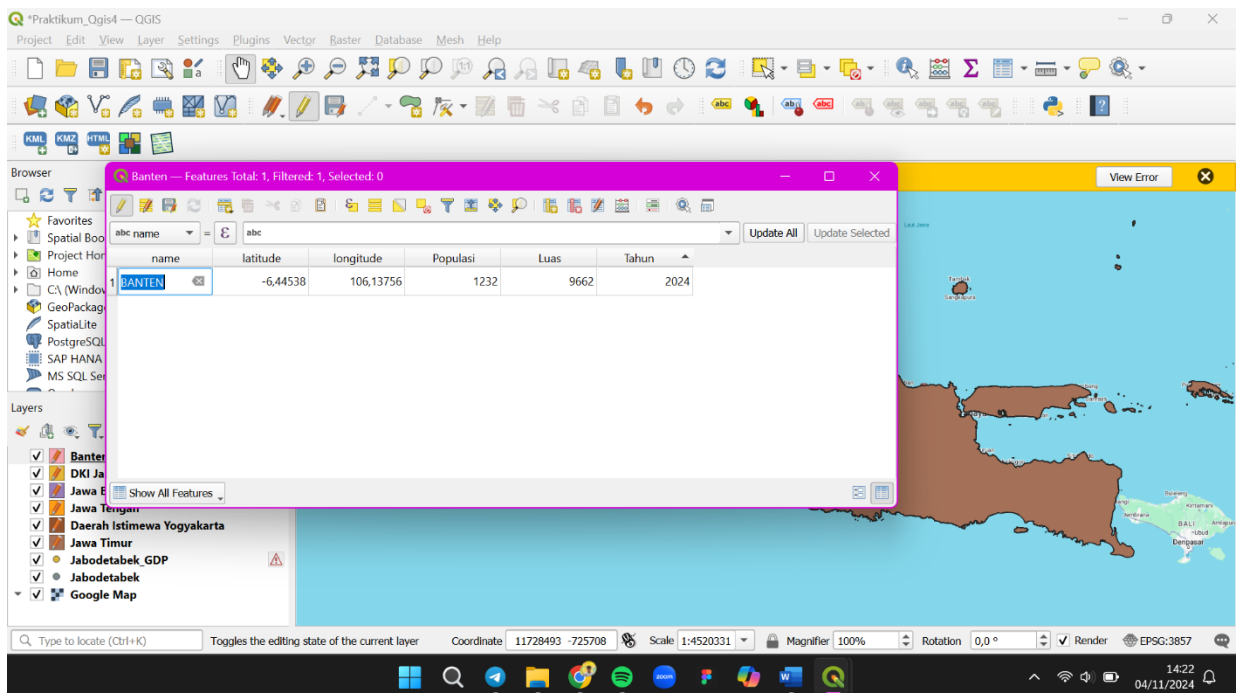 *Praktikum_Qgis4 — QGIS
Project Edit View Layer Settings Plugins Vector Raster Database Mesh Help
KML KMZ HTML
Browser
View Error
Banten — Features Total: 1, Filtered: 1, Selected: 0
Favorites
Spatial Boo
Project Hor
Home
C:\ (Window
GeoPackag
SpatiaLite
PostgreSQL
SAP HANA
MS SQL Ser
abc name = ε abc Update All Update Selected
name latitude longitude Populasi Luas Tahun
1 BANTEN -6,44538 106,13756 1232 9662 2024
Show All Features
Layers
Banten
DKI Ja
Jawa B
Jawa Tengah
Daerah Istimewa Yogyakarta
Jawa Timur
Jabodetabek_GDP
Jabodetabek
Google Map
Laut Jawa
Sangkapura
BALI
Ubud
Denpasar
Type to locate (Ctrl+K) Toggles the editing state of the current layer Coordinate 11728493 -725708 Scale 1:4520331 Magnifier 100% Rotation 0,0 ° Render EPSG:3857
zoom
14:22
04/11/2024